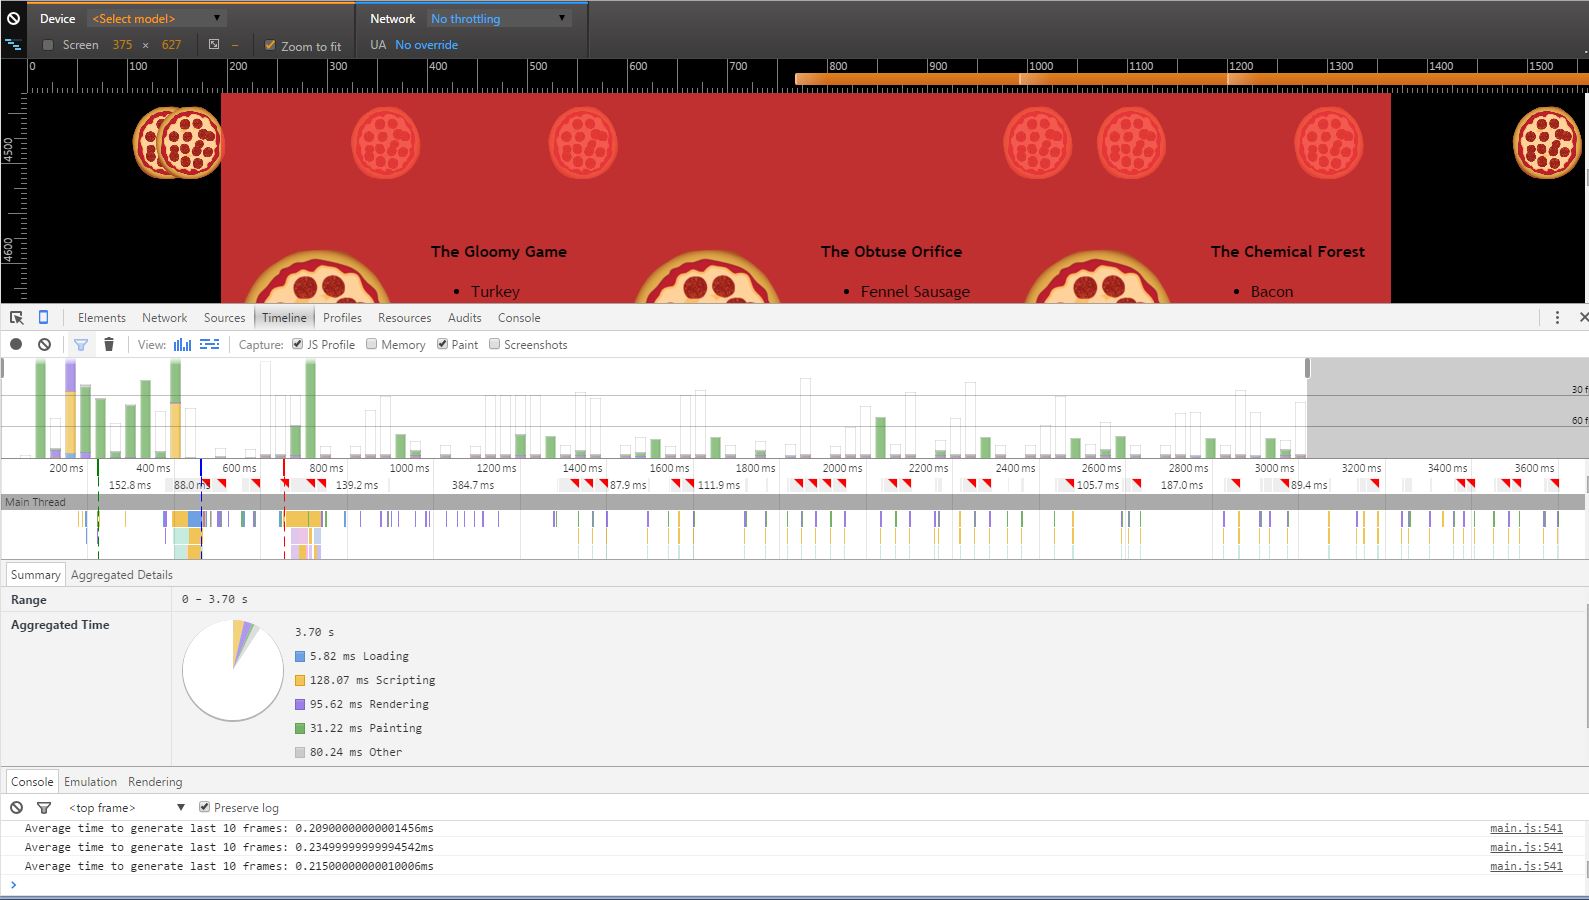 Device <Select model> ▼ Network No throttling ▼
Screen 375 × 627 – Zoom to fit UA No override
0 100 200 300 400 500 600 700 800 900 1000 1100 1200 1300 1400 1500
4500
4600
The Gloomy Game The Obtuse Orifice The Chemical Forest
• Turkey • Fennel Sausage • Bacon
Elements Network Sources Timeline Profiles Resources Audits Console
View: Capture: JS Profile Memory Paint Screenshots
30 f
60 f
200 ms 400 ms 600 ms 800 ms 1000 ms 1200 ms 1400 ms 1600 ms 1800 ms 2000 ms 2200 ms 2400 ms 2600 ms 2800 ms 3000 ms 3200 ms 3400 ms 3600 ms
152.8 ms 88.0 ms 139.2 ms 384.7 ms 87.9 ms 111.9 ms 105.7 ms 187.0 ms 89.4 ms
Main Thread
Summary Aggregated Details
Range 0 – 3.70 s
Aggregated Time
3.70 s
5.82 ms Loading
128.07 ms Scripting
95.62 ms Rendering
31.22 ms Painting
80.24 ms Other
Console Emulation Rendering
<top frame> ▼ Preserve log
Average time to generate last 10 frames: 0.20900000000001456ms main.js:541
Average time to generate last 10 frames: 0.23499999999994542ms main.js:541
Average time to generate last 10 frames: 0.21500000000010006ms main.js:541
>